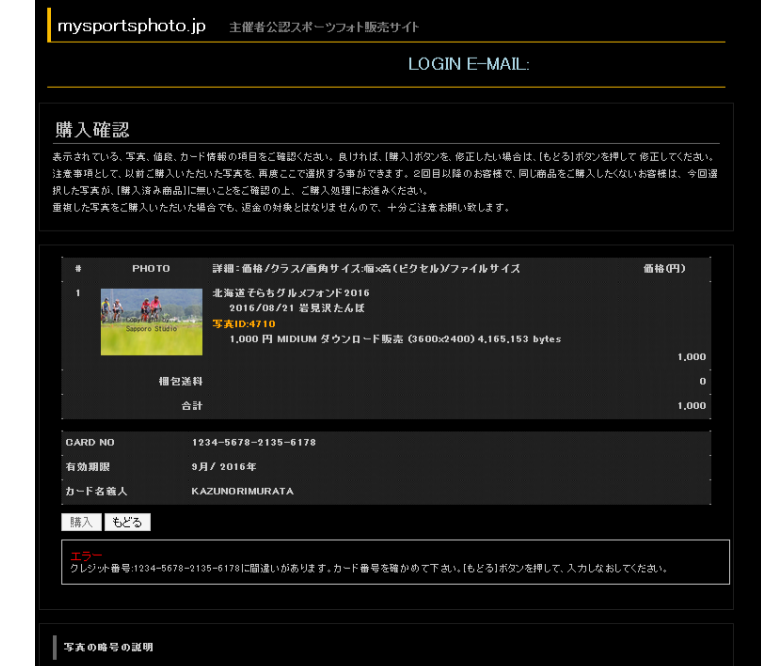 mysportsphoto.jp 主催者公認スポーツフォト販売サイト
LOGIN E-MAIL:
購入確認
表示されている、写真、値段、カード情報の項目をご確認ください。良ければ、[購入]ボタンを、修正したい場合は、[もどる]ボタンを押して 修正してください。
注意事項として、以前ご購入いただいた写真を、再度ここで選択する事ができます。2回目以降のお客様で、同じ商品をご購入したくないお客様は、今回選
択した写真が、[購入済み商品]に無いことをご確認の上、ご購入処理にお進みください。
重複した写真をご購入いただいた場合でも、返金の対象とはなりませんので、十分ご注意お願い致します。
# PHOTO 詳細:価格/クラス/画角サイズ:幅x高(ピクセル)/ファイルサイズ 価格(円)
1 北海道そらちグルメフォンド2016
2016/08/21 岩見沢たんぼ
Sapporo Studio 写真ID:4710
1,000 円 MIDIUM ダウンロード販売 (3600x2400) 4,165,153 bytes
1,000
梱包送料 0
合計 1,000
CARD NO 1234-5678-2135-6178
有効期限 9月/ 2016年
カード名義人 KAZUNORIMURATA
購入 もどる
エラー
クレジット番号:1234-5678-2135-6178に間違いがあります。カード番号を確かめて下さい。[もどる]ボタンを押して、入力しなおしてください。
写真の略号の説明